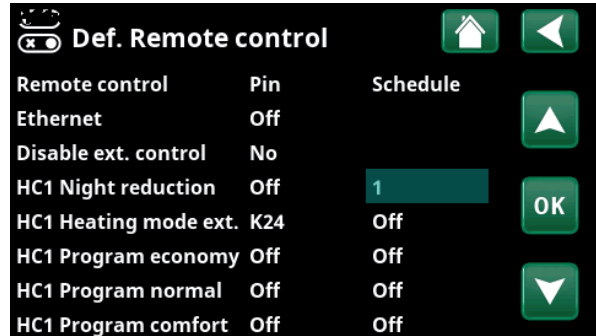 Def. Remote control
Remote control Pin Schedule
Ethernet Off
Disable ext. control No
HC1 Night reduction Off 1
HC1 Heating mode ext. K24 Off
HC1 Program economy Off Off
HC1 Program normal Off Off
HC1 Program comfort Off Off
OK